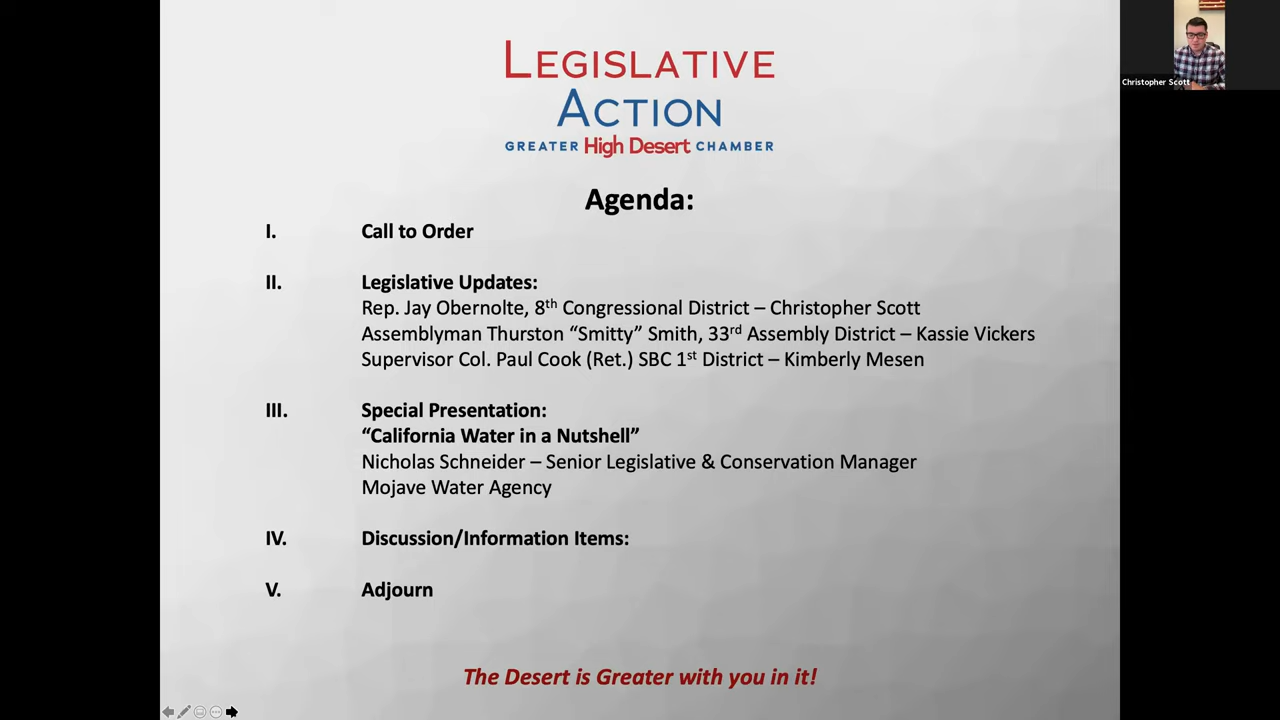 LEGISLATIVE
ACTION
GREATER High Desert CHAMBER
Christopher Scott
Agenda:
I. Call to Order
II. Legislative Updates:
Rep. Jay Obernolte, 8th Congressional District – Christopher Scott
Assemblyman Thurston “Smitty” Smith, 33rd Assembly District – Kassie Vickers
Supervisor Col. Paul Cook (Ret.) SBC 1st District – Kimberly Mesen
III. Special Presentation:
“California Water in a Nutshell”
Nicholas Schneider – Senior Legislative & Conservation Manager
Mojave Water Agency
IV. Discussion/Information Items:
V. Adjourn
The Desert is Greater with you in it!